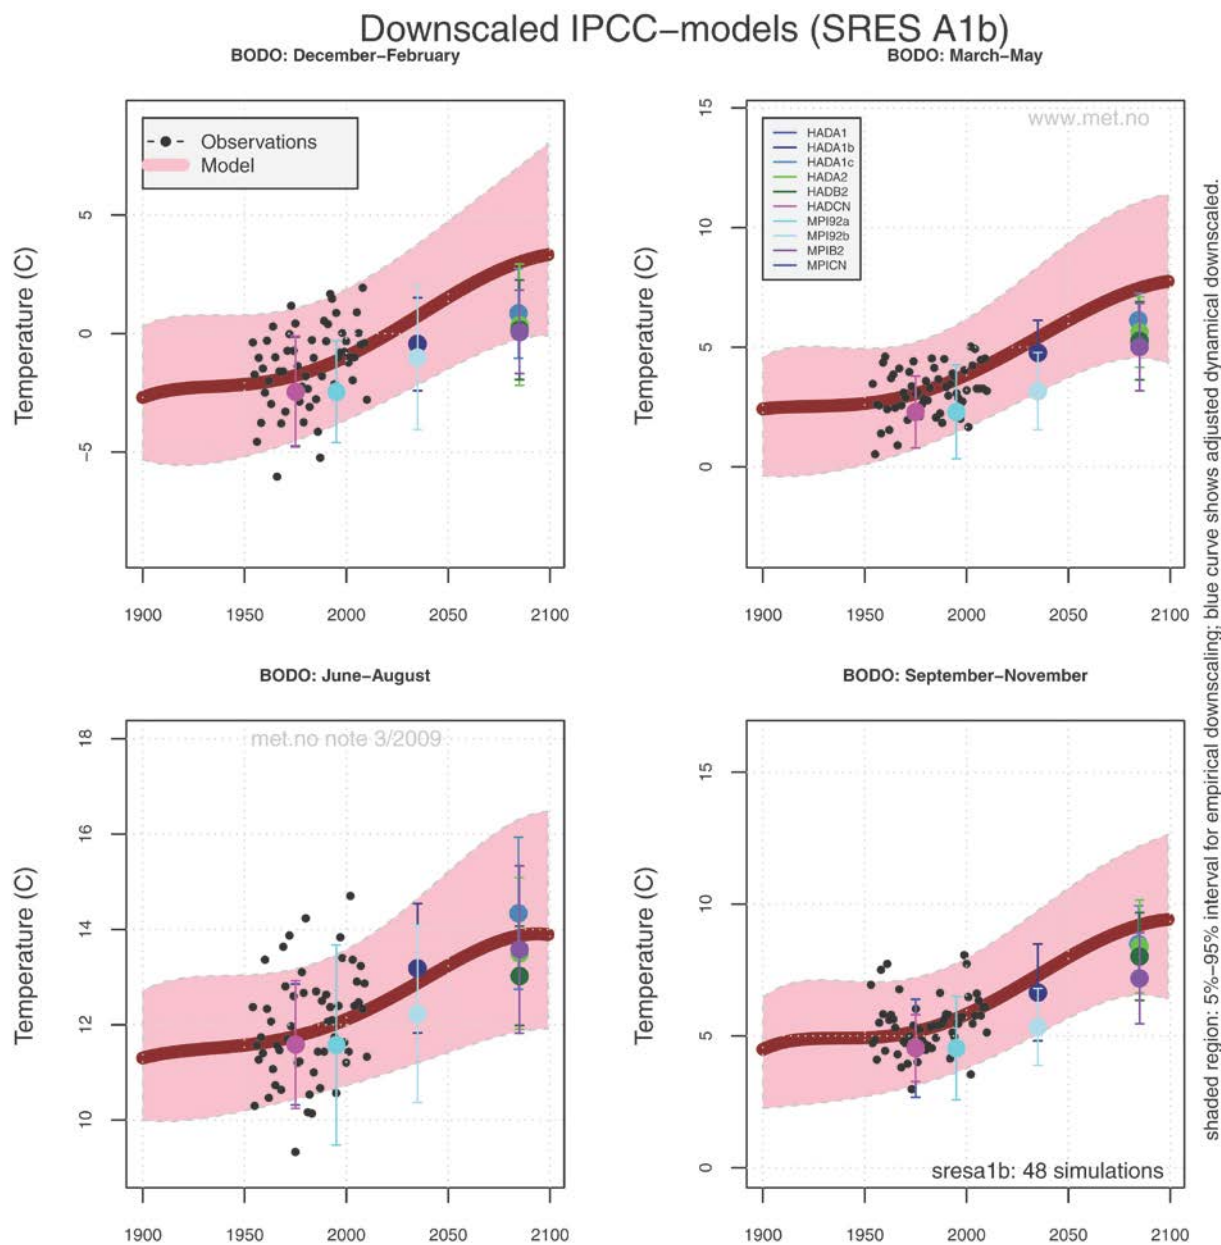 Downscaled IPCC−models (SRES A1b)
BODO: December−February
Temperature (C)
5
0
−5
Observations
Model
1900 1950 2000 2050 2100
BODO: March−May
Temperature (C)
15
10
5
0
www.met.no
HADA1
HADA1b
HADA1c
HADA2
HADB2
HADCN
MPI92a
MPI92b
MPIB2
MPICN
1900 1950 2000 2050 2100
BODO: June−August
Temperature (C)
18
16
14
12
10
met.no note 3/2009
1900 1950 2000 2050 2100
BODO: September−November
Temperature (C)
15
10
5
0
sresa1b: 48 simulations
1900 1950 2000 2050 2100
shaded region: 5%−95% interval for empirical downscaling; blue curve shows adjusted dynamical downscaled.